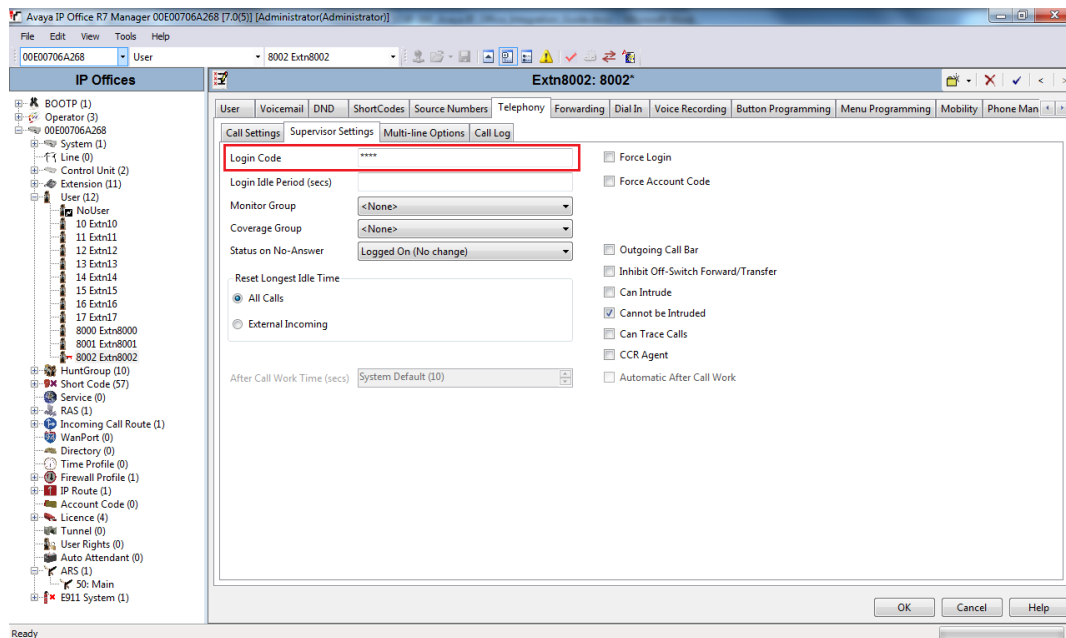 Avaya IP Office R7 Manager 00E00706A268 [7.0(5)] [Administrator(Administrator)]
File Edit View Tools Help
00E00706A268 User 8002 Extn8002
IP Offices
Extn8002: 8002*
BOOTP (1)
Operator (3)
00E00706A268
System (1)
Line (0)
Control Unit (2)
Extension (11)
User (12)
NoUser
10 Extn10
11 Extn11
12 Extn12
13 Extn13
14 Extn14
15 Extn15
16 Extn16
17 Extn17
8000 Extn8000
8001 Extn8001
8002 Extn8002
HuntGroup (10)
Short Code (57)
Service (0)
RAS (1)
Incoming Call Route (1)
WanPort (0)
Directory (0)
Time Profile (0)
Firewall Profile (1)
IP Route (1)
Account Code (0)
Licence (4)
Tunnel (0)
User Rights (0)
Auto Attendant (0)
ARS (1)
50: Main
E911 System (1)
User Voicemail DND ShortCodes Source Numbers Telephony Forwarding Dial In Voice Recording Button Programming Menu Programming Mobility Phone Man
Call Settings Supervisor Settings Multi-line Options Call Log
Login Code ****
Login Idle Period (secs)
Monitor Group <None>
Coverage Group <None>
Status on No-Answer Logged On (No change)
Reset Longest Idle Time
All Calls
External Incoming
After Call Work Time (secs) System Default (10)
Force Login
Force Account Code
Outgoing Call Bar
Inhibit Off-Switch Forward/Transfer
Can Intrude
Cannot be Intruded
Can Trace Calls
CCR Agent
Automatic After Call Work
OK Cancel Help
Ready